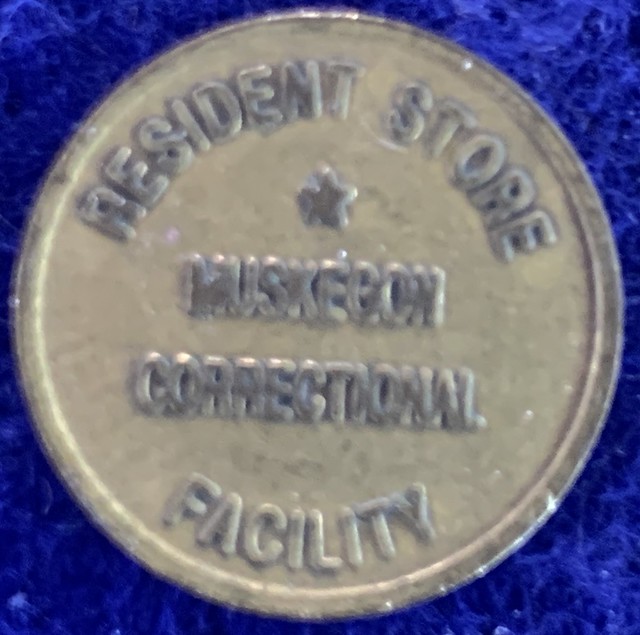 RESIDENT STORE
MUSKEGON
CORRECTIONAL
FACILITY